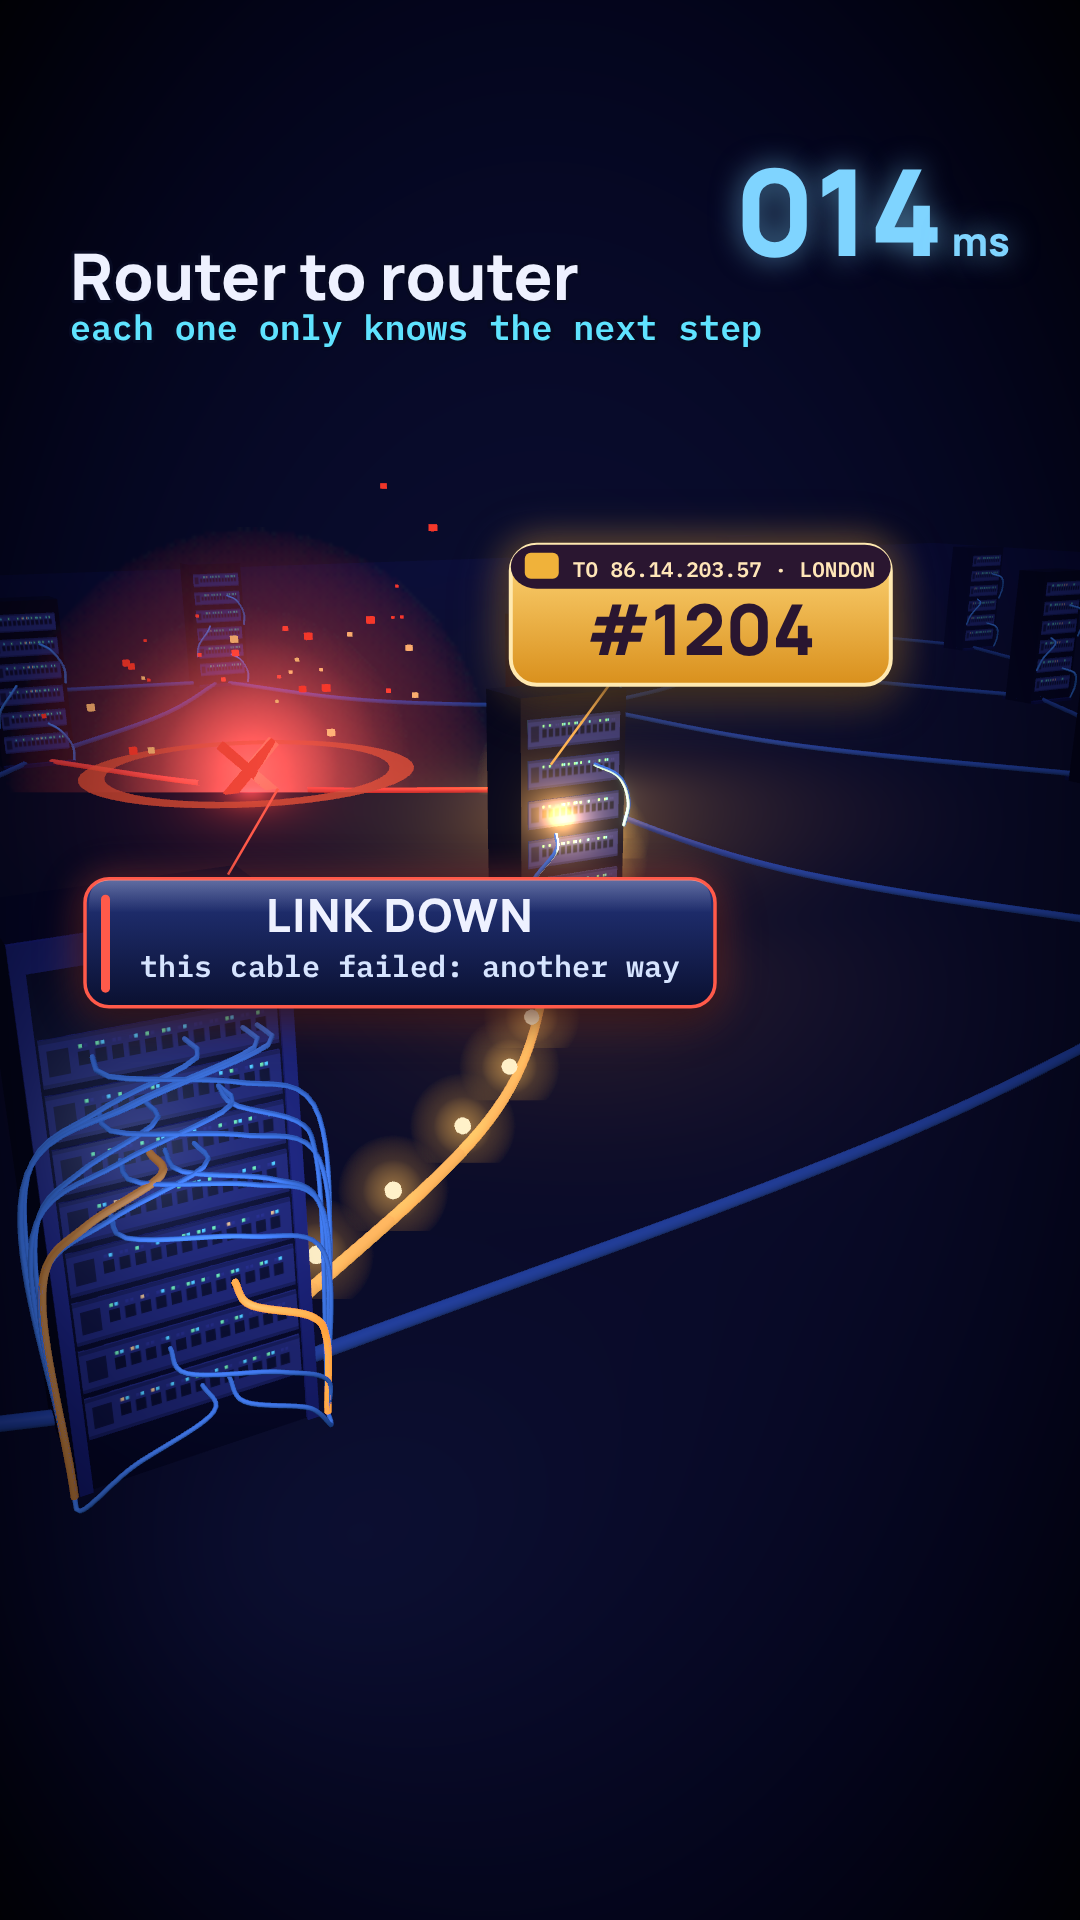 014 ms
Router to router
each one only knows the next step
TO 86.14.203.57 · LONDON
#1204
LINK DOWN
this cable failed: another way